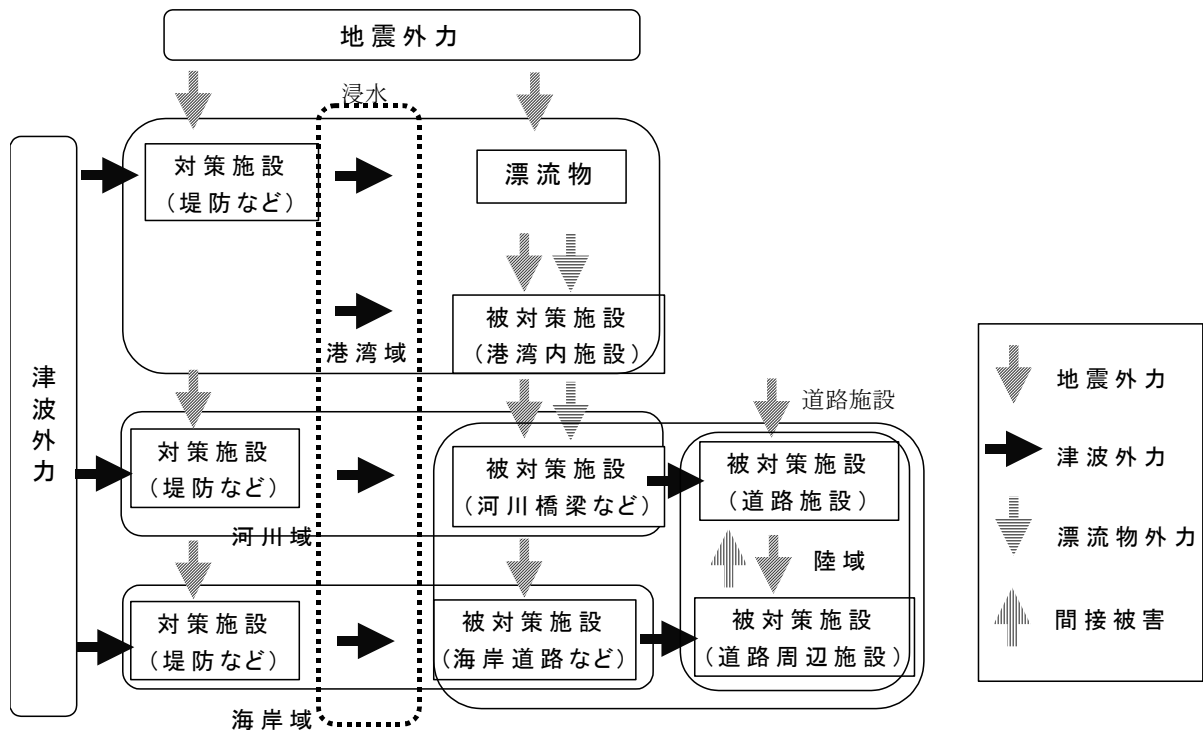 地震外力
浸水
対策施設
（堤防など）
漂流物
被対策施設
（港湾内施設）
港湾域
津波外力
道路施設
対策施設
（堤防など）
被対策施設
（河川橋梁など）
被対策施設
（道路施設）
河川域
陸域
対策施設
（堤防など）
被対策施設
（海岸道路など）
被対策施設
（道路周辺施設）
海岸域
地震外力
津波外力
漂流物外力
間接被害